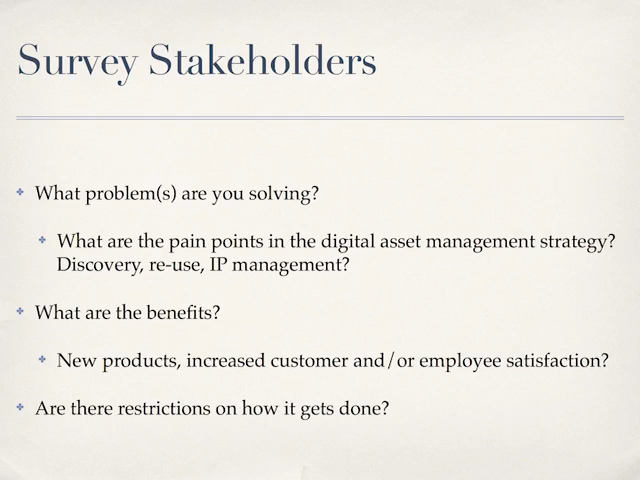 Survey Stakeholders
What problem(s) are you solving?
What are the pain points in the digital asset management strategy?
Discovery, re-use, IP management?
What are the benefits?
New products, increased customer and/or employee satisfaction?
Are there restrictions on how it gets done?